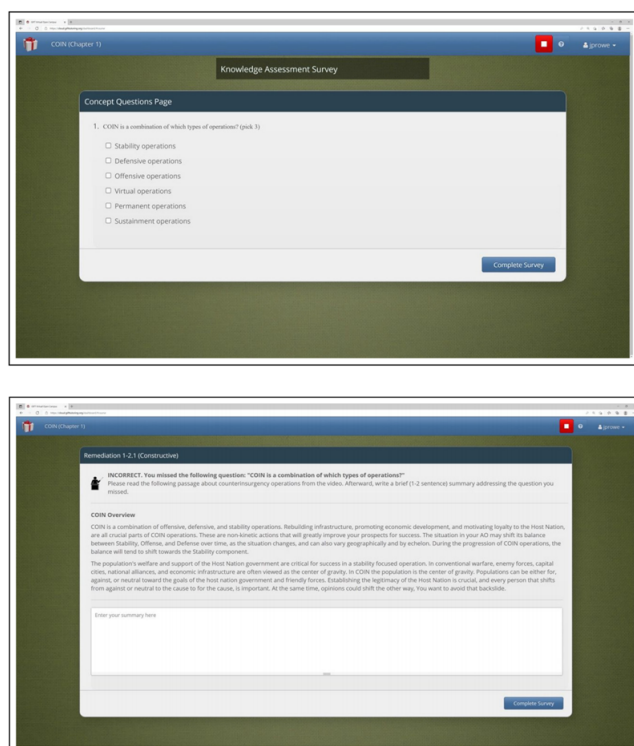 COIN (Chapter 1)
jprowe
Knowledge Assessment Survey
Concept Questions Page
1. COIN is a combination of which types of operations? (pick 3)
Stability operations
Defensive operations
Offensive operations
Virtual operations
Permanent operations
Sustainment operations
Complete Survey
COIN (Chapter 1)
jprowe
Remediation 1-2.1 (Constructive)
INCORRECT. You missed the following question: "COIN is a combination of which types of operations?"
Please read the following passage about counterinsurgency operations from the video. Afterward, write a brief (1-2 sentence) summary addressing the question you
missed.
COIN Overview
COIN is a combination of offensive, defensive, and stability operations. Rebuilding infrastructure, promoting economic development, and motivating loyalty to the Host Nation,
are all crucial parts of COIN operations. These are non-kinetic actions that will greatly improve your prospects for success. The situation in your AO may shift its balance
between Stability, Offense, and Defense over time, as the situation changes, and can also vary geographically and by echelon. During the progression of COIN operations, the
balance will tend to shift towards the Stability component.
The population's welfare and support of the Host Nation government are critical for success in a stability focused operation. In conventional warfare, enemy forces, capital
cities, national alliances, and economic infrastructure are often viewed as the center of gravity. In COIN the population is the center of gravity. Populations can be either for,
against, or neutral toward the goals of the host nation government and friendly forces. Establishing the legitimacy of the Host Nation is crucial, and every person that shifts
from against or neutral to the cause to for the cause, is important. At the same time, opinions could shift the other way. You want to avoid that backslide.
Enter your summary here
Complete Survey